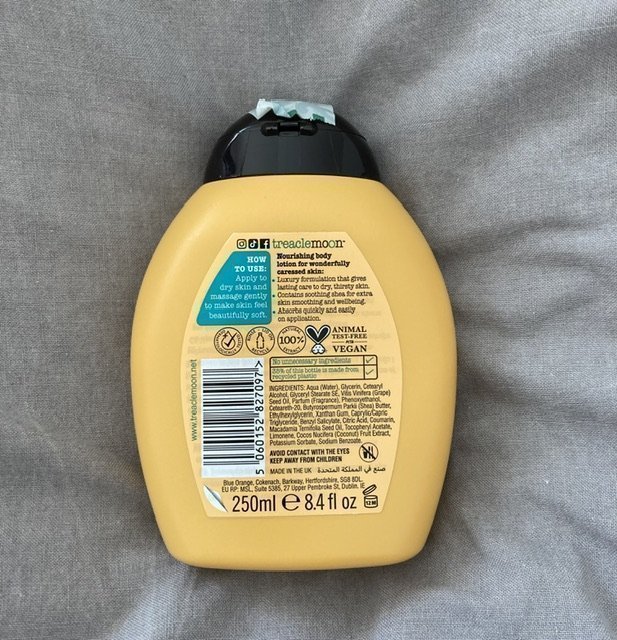 treaclemoon™
HOW
TO USE:
Apply to
dry skin and
massage gently
to make skin feel
beautifully soft.
Nourishing body
lotion for wonderfully
caressed skin:
• Luxury formulation that gives
lasting care to dry, thirsty skin.
• Contains soothing shea for extra
skin smoothing and wellbeing.
• Absorbs quickly and easily
on application.
100%
NATURAL
EXTRACT
ANIMAL
TEST-FREE
PETA
VEGAN
No unnecessary ingredients
35% of this bottle is made from
recycled plastic
www.treaclemoon.net
5 060152 827097 >
INGREDIENTS: Aqua (Water), Glycerin, Cetearyl
Alcohol, Glyceryl Stearate SE, Vitis Vinifera (Grape)
Seed Oil, Parfum (Fragrance), Phenoxyethanol,
Ceteareth-20, Butyrospermum Parkii (Shea) Butter,
Ethylhexylglycerin, Xanthan Gum, Caprylic/Capric
Triglyceride, Benzyl Salicylate, Citric Acid, Coumarin,
Macadamia Ternifolia Seed Oil, Tocopheryl Acetate,
Limonene, Cocos Nucifera (Coconut) Fruit Extract,
Potassium Sorbate, Sodium Benzoate.
AVOID CONTACT WITH THE EYES
KEEP AWAY FROM CHILDREN
MADE IN THE UK صنع في المملكة المتحدة
Blue Orange, Cokenach, Barkway, Hertfordshire, SG8 8DL.
EU RP: MSL, Suite 5385, 27 Upper Pembroke St, Dublin. IE
250ml e 8.4 fl oz
12 M